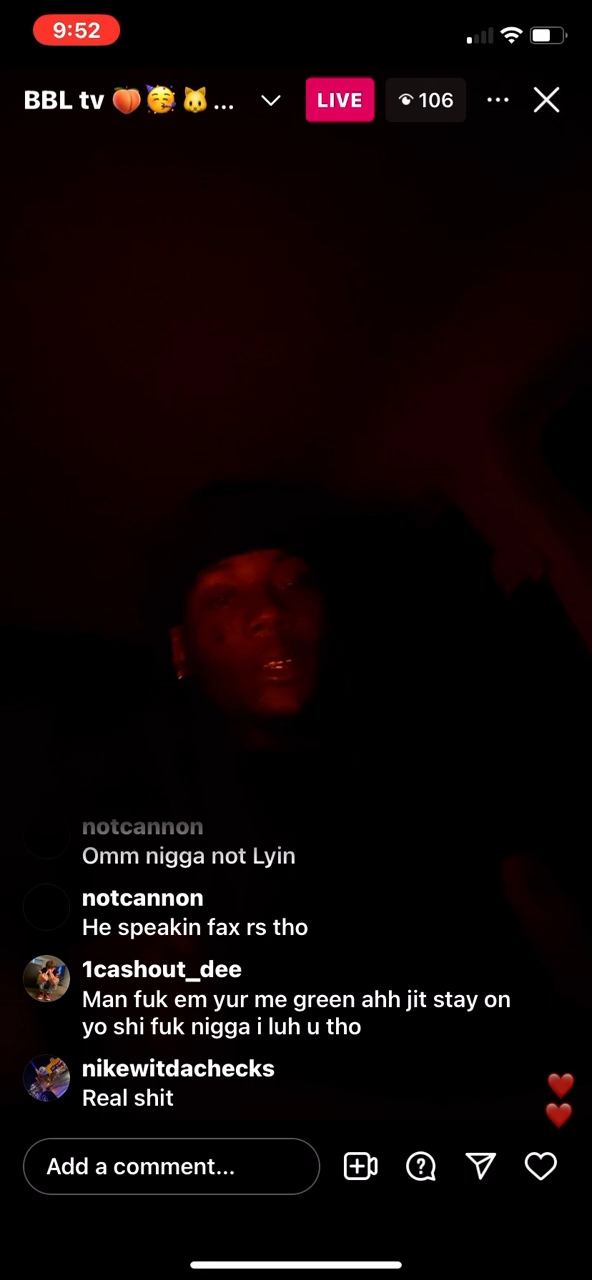 9:52
BBL tv 🍑🥳🐱... LIVE 106
notcannon
Omm nigga not Lyin
notcannon
He speakin fax rs tho
1cashout_dee
Man fuk em yur me green ahh jit stay on
yo shi fuk nigga i luh u tho
nikewitdachecks
Real shit
Add a comment...